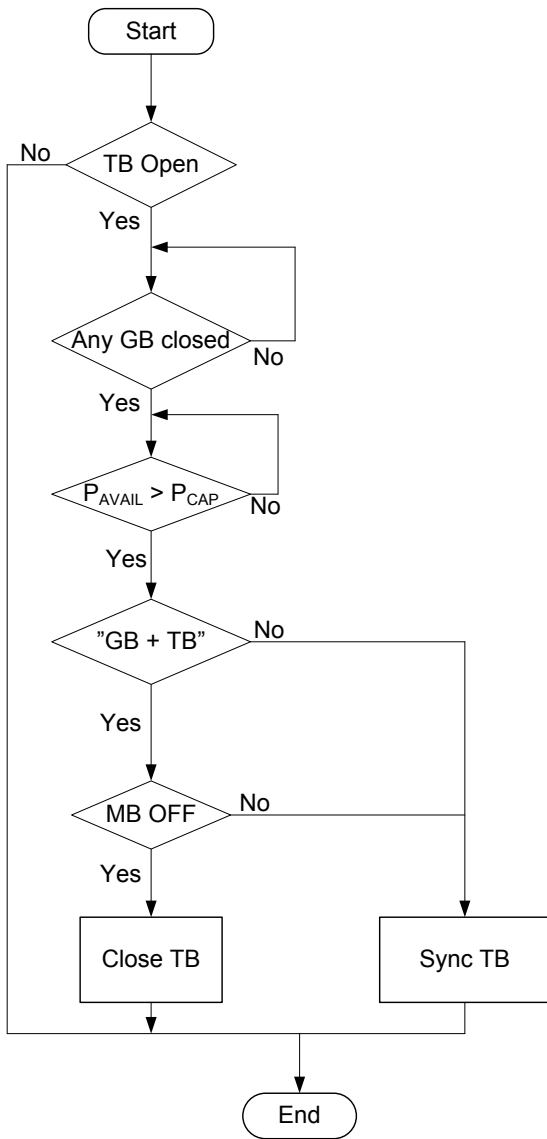 Start
No
TB Open
Yes
Any GB closed
No
Yes
PAVAIL > PCAP
No
Yes
”GB + TB”
No
Yes
MB OFF
No
Yes
Close TB
Sync TB
End